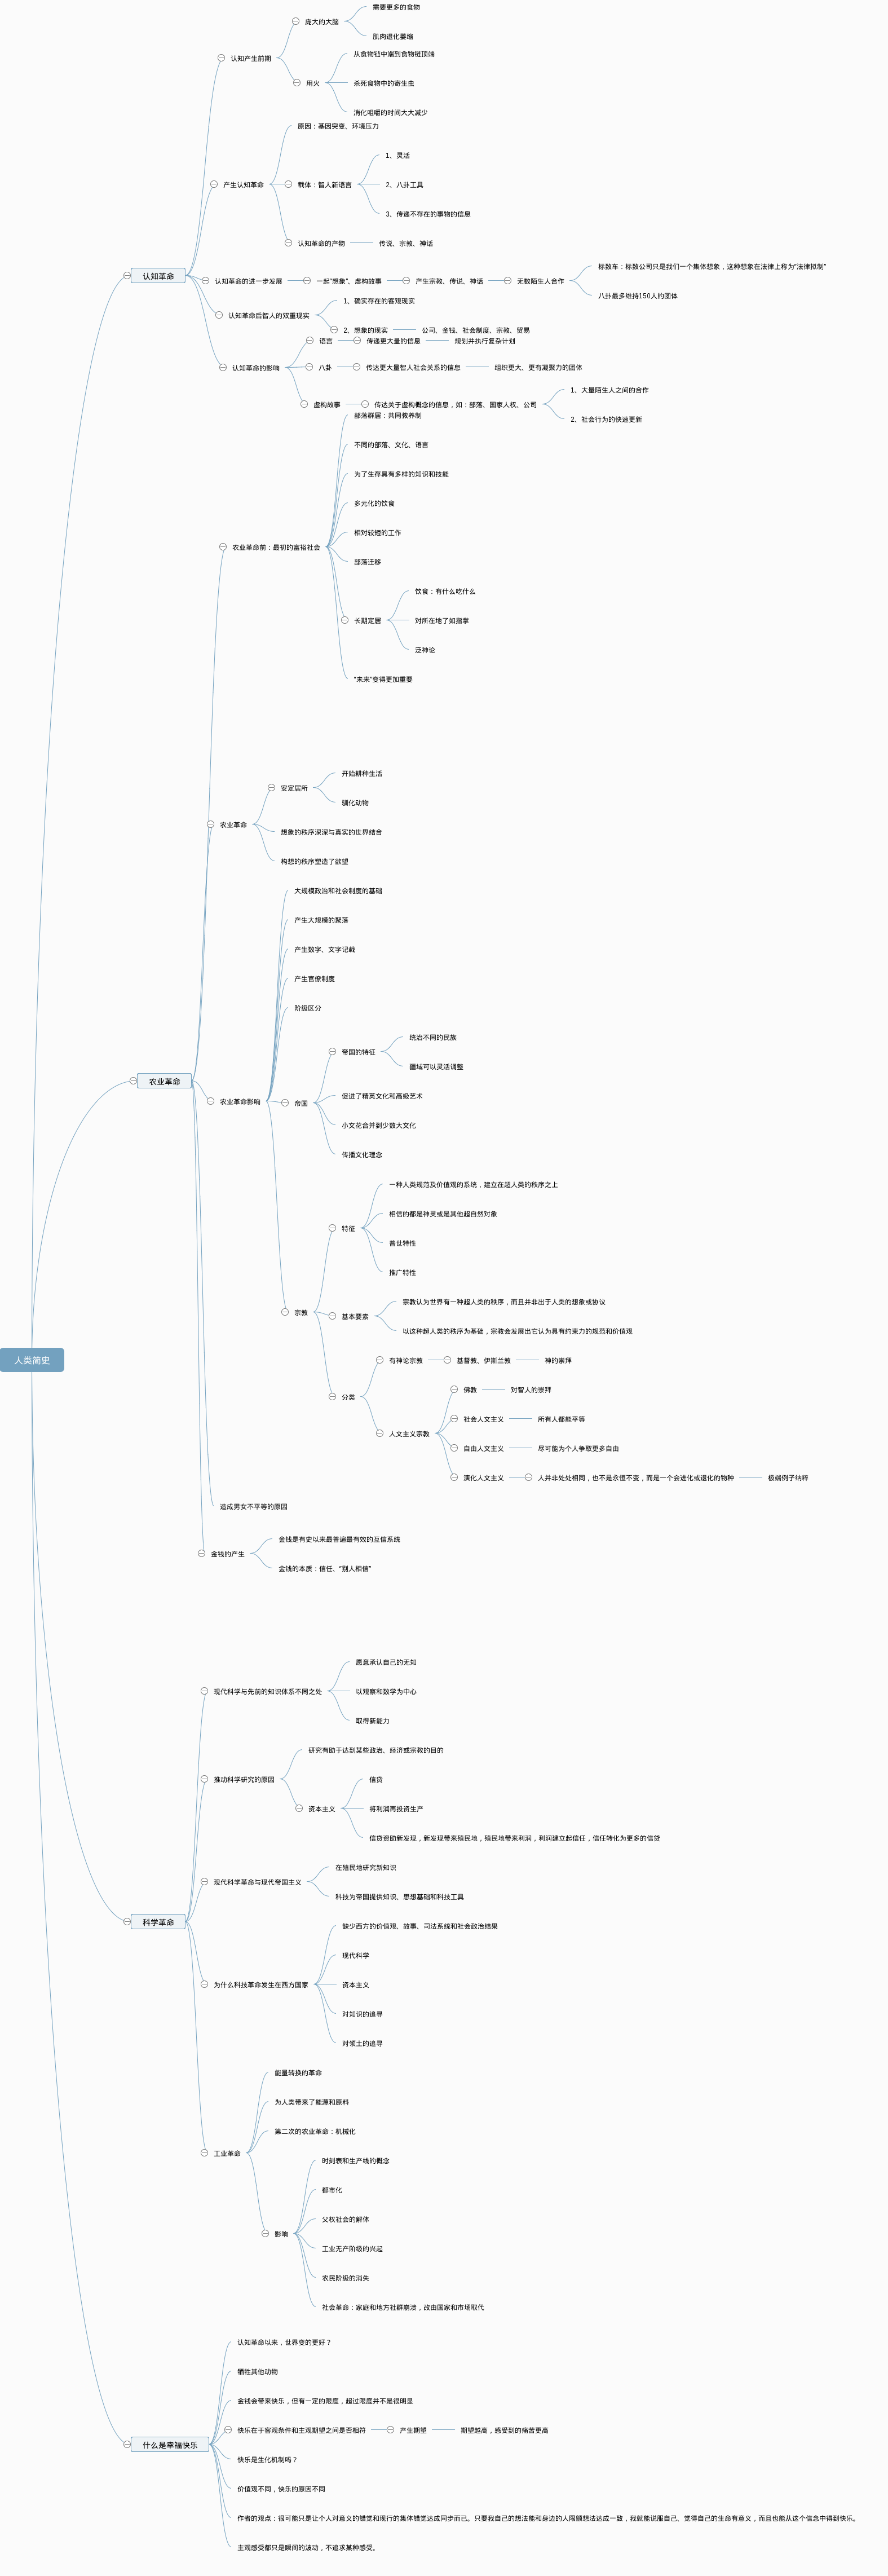 人类简史
认知革命
认知产生前期
庞大的大脑
需要更多的食物
肌肉退化萎缩
用火
从食物链中端到食物链顶端
杀死食物中的寄生虫
消化咀嚼的时间大大减少
产生认知革命
原因：基因突变、环境压力
载体：智人新语言
1、灵活
2、八卦工具
3、传递不存在的事物的信息
认知革命的产物
传说、宗教、神话
认知革命的进一步发展
一起"想象"、虚构故事
产生宗教、传说、神话
无数陌生人合作
标致车：标致公司只是我们一个集体想象，这种想象在法律上称为"法律拟制"
八卦最多维持150人的团体
认知革命后智人的双重现实
1、确实存在的客观现实
2、想象的现实
公司、金钱、社会制度、宗教、贸易
认知革命的影响
语言
传递更大量的信息
规划并执行复杂计划
八卦
传达更大量智人社会关系的信息
组织更大、更有凝聚力的团体
虚构故事
传达关于虚构概念的信息，如：部落、国家人权、公司
1、大量陌生人之间的合作
2、社会行为的快速更新
农业革命
农业革命前：最初的富裕社会
部落群居：共同教养制
不同的部落、文化、语言
为了生存具有多样的知识和技能
多元化的饮食
相对较短的工作
部落迁移
长期定居
饮食：有什么吃什么
对所在地了如指掌
泛神论
"未来"变得更加重要
农业革命
安定居所
开始耕种生活
驯化动物
想象的秩序深深与真实的世界结合
构想的秩序塑造了欲望
农业革命影响
大规模政治和社会制度的基础
产生大规模的聚落
产生数字、文字记载
产生官僚制度
阶级区分
帝国
帝国的特征
统治不同的民族
疆域可以灵活调整
促进了精英文化和高级艺术
小文花合并到少数大文化
传播文化理念
宗教
特征
一种人类规范及价值观的系统，建立在超人类的秩序之上
相信的都是神灵或是其他超自然对象
普世特性
推广特性
基本要素
宗教认为世界有一种超人类的秩序，而且并非出于人类的想象或协议
以这种超人类的秩序为基础，宗教会发展出它认为具有约束力的规范和价值观
分类
有神论宗教
基督教、伊斯兰教
神的崇拜
人文主义宗教
佛教
对智人的崇拜
社会人文主义
所有人都能平等
自由人文主义
尽可能为个人争取更多自由
演化人文主义
人并非处处相同，也不是永恒不变，而是一个会进化或退化的物种
极端例子纳粹
造成男女不平等的原因
金钱的产生
金钱是有史以来最普遍最有效的互信系统
金钱的本质：信任、"别人相信"
科学革命
现代科学与先前的知识体系不同之处
愿意承认自己的无知
以观察和数学为中心
取得新能力
推动科学研究的原因
研究有助于达到某些政治、经济或宗教的目的
资本主义
信贷
将利润再投资生产
信贷资助新发现，新发现带来殖民地，殖民地带来利润，利润建立起信任，信任转化为更多的信贷
现代科学革命与现代帝国主义
在殖民地研究新知识
科技为帝国提供知识、思想基础和科技工具
为什么科技革命发生在西方国家
缺少西方的价值观、故事、司法系统和社会政治结果
现代科学
资本主义
对知识的追寻
对领土的追寻
工业革命
能量转换的革命
为人类带来了能源和原料
第二次的农业革命：机械化
影响
时刻表和生产线的概念
都市化
父权社会的解体
工业无产阶级的兴起
农民阶级的消失
社会革命：家庭和地方社群崩溃，改由国家和市场取代
什么是幸福快乐
认知革命以来，世界变的更好？
牺牲其他动物
金钱会带来快乐，但有一定的限度，超过限度并不是很明显
快乐在于客观条件和主观期望之间是否相符
产生期望
期望越高，感受到的痛苦更高
快乐是生化机制吗？
价值观不同，快乐的原因不同
作者的观点：很可能只是让个人对意义的错觉和现行的集体错觉达成同步而已。只要我自己的想法能和身边的人限额想法达成一致，我就能说服自己、觉得自己的生命有意义，而且也能从这个信念中得到快乐。
主观感受都只是瞬间的波动，不追求某种感受。